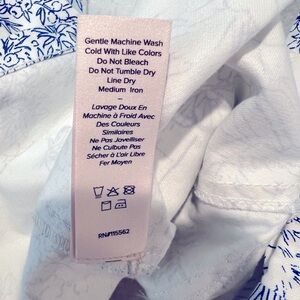 Gentle Machine Wash
Cold With Like Colors
Do Not Bleach
Do Not Tumble Dry
Line Dry
Medium Iron
–
Lavage Doux En
Machine à Froid Avec
Des Couleurs
Similaires
Ne Pas Javelliser
Ne Culbute Pas
Sécher à L'air Libre
Fer Moyen
RN#115562